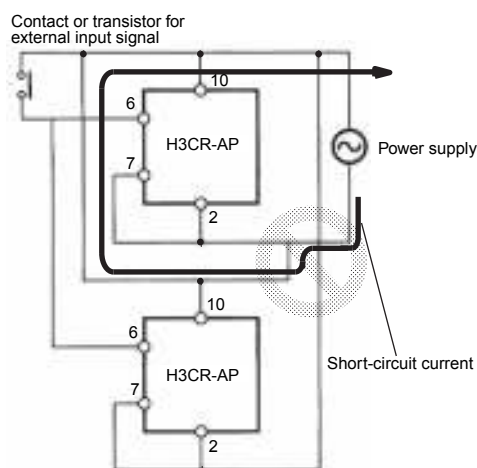 Contact or transistor for
external input signal
10
6
H3CR-AP
7
2
Power supply
10
6
H3CR-AP
7
2
Short-circuit current